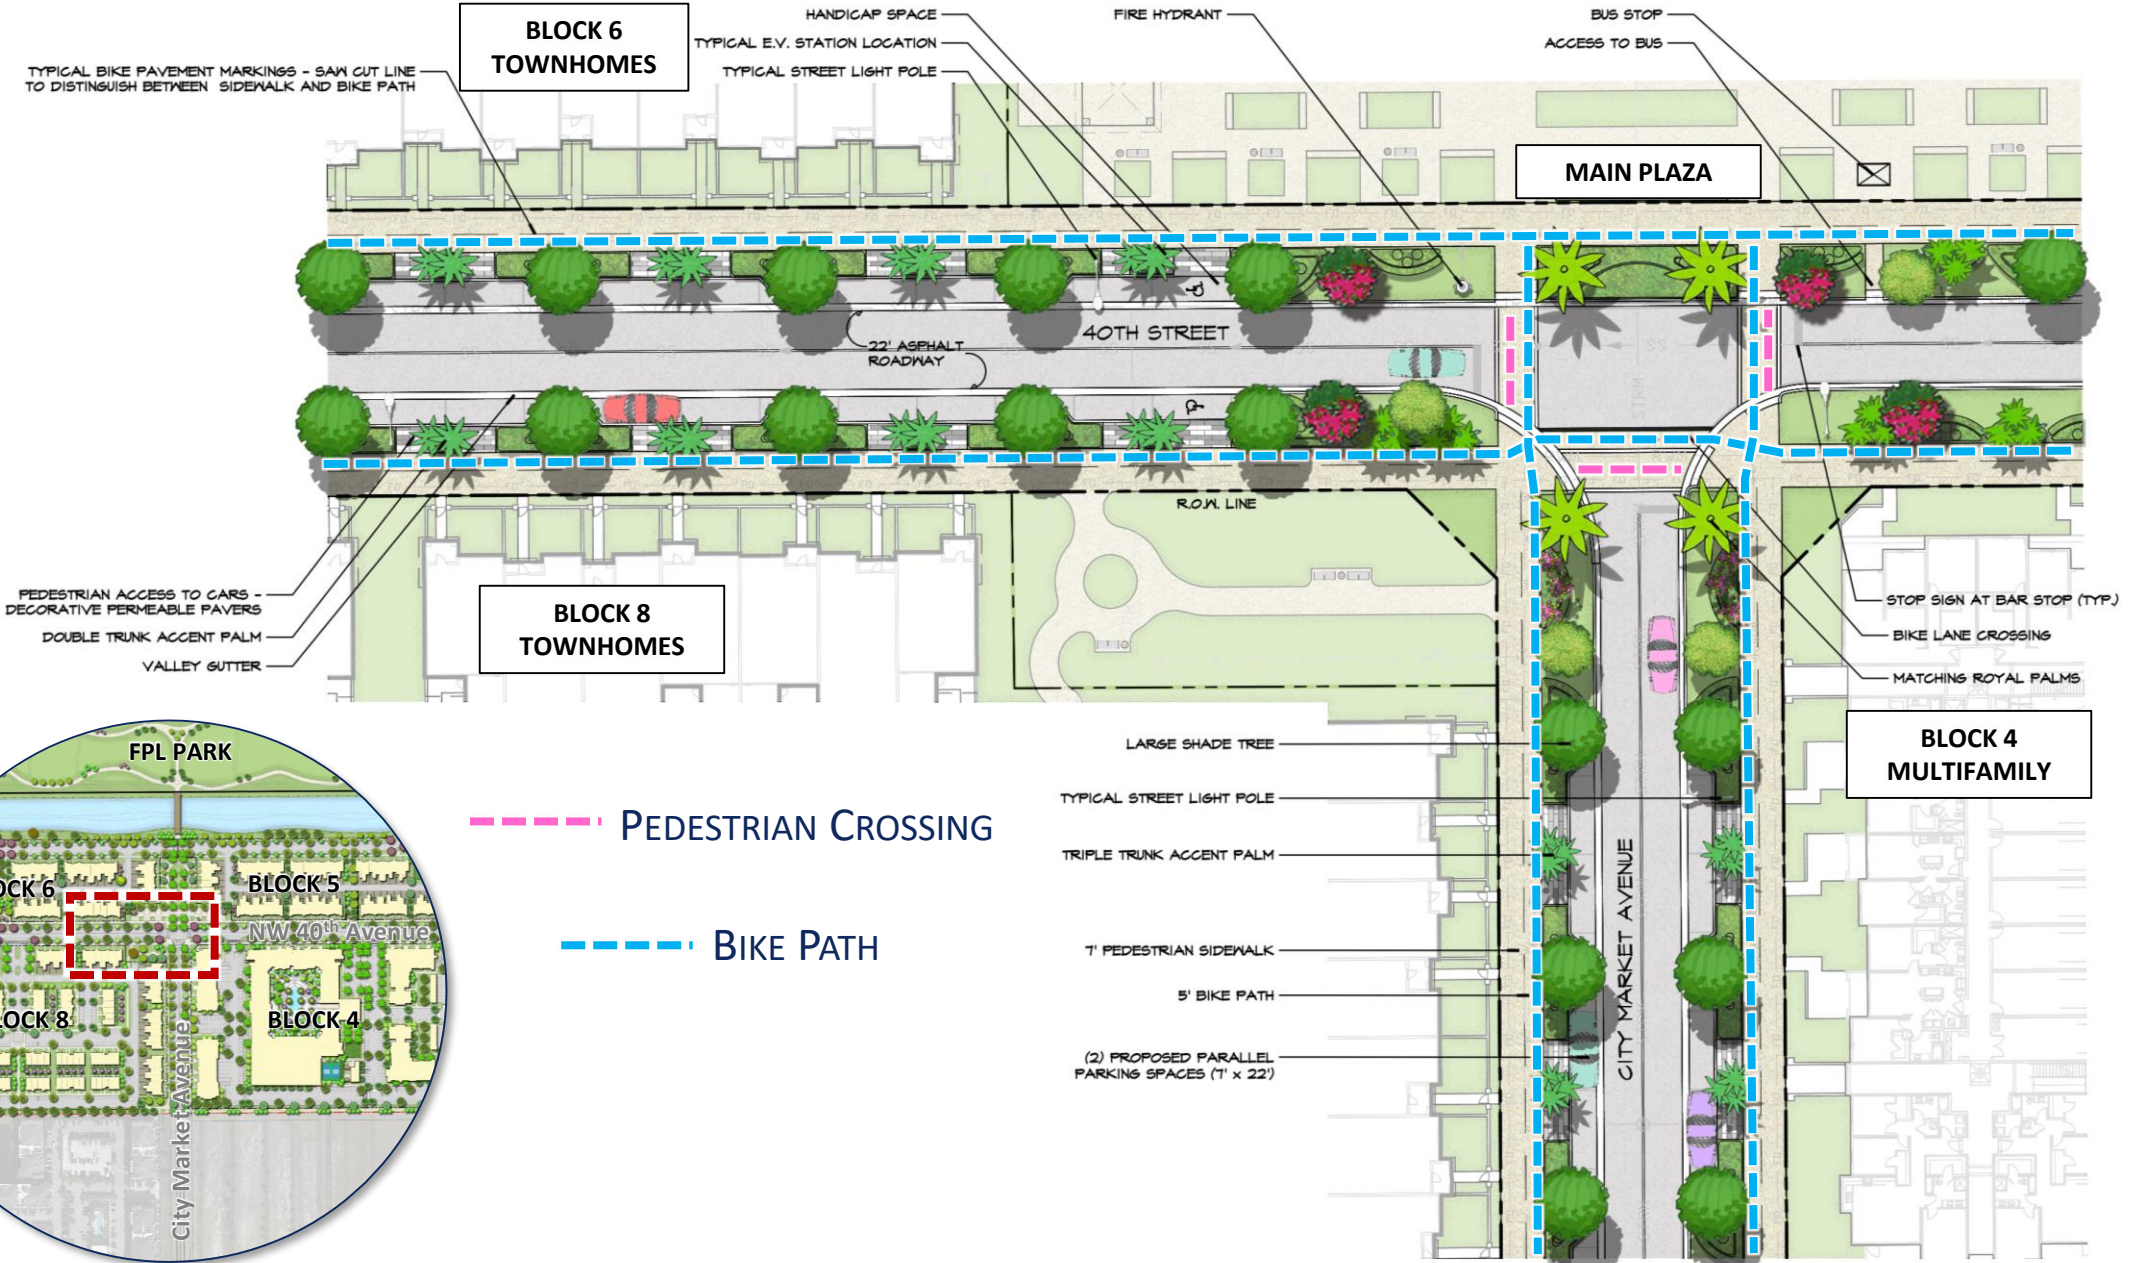 BLOCK 6
TOWNHOMES
HANDICAP SPACE
TYPICAL E.V. STATION LOCATION
TYPICAL STREET LIGHT POLE
FIRE HYDRANT
BUS STOP
ACCESS TO BUS
TYPICAL BIKE PAVEMENT MARKINGS - SAW CUT LINE
TO DISTINGUISH BETWEEN SIDEWALK AND BIKE PATH
MAIN PLAZA
40TH STREET
22' ASPHALT
ROADWAY
R.O.W. LINE
PEDESTRIAN ACCESS TO CARS -
DECORATIVE PERMEABLE PAVERS
DOUBLE TRUNK ACCENT PALM
VALLEY GUTTER
BLOCK 8
TOWNHOMES
STOP SIGN AT BAR STOP (TYP.)
BIKE LANE CROSSING
MATCHING ROYAL PALMS
BLOCK 4
MULTIFAMILY
LARGE SHADE TREE
TYPICAL STREET LIGHT POLE
TRIPLE TRUNK ACCENT PALM
7' PEDESTRIAN SIDEWALK
5' BIKE PATH
(2) PROPOSED PARALLEL
PARKING SPACES (7' x 22')
CITY MARKET AVENUE
PEDESTRIAN CROSSING
BIKE PATH
FPL PARK
OCK 6
BLOCK 5
NW 40th Avenue
LOCK 8
BLOCK 4
City Market Avenue